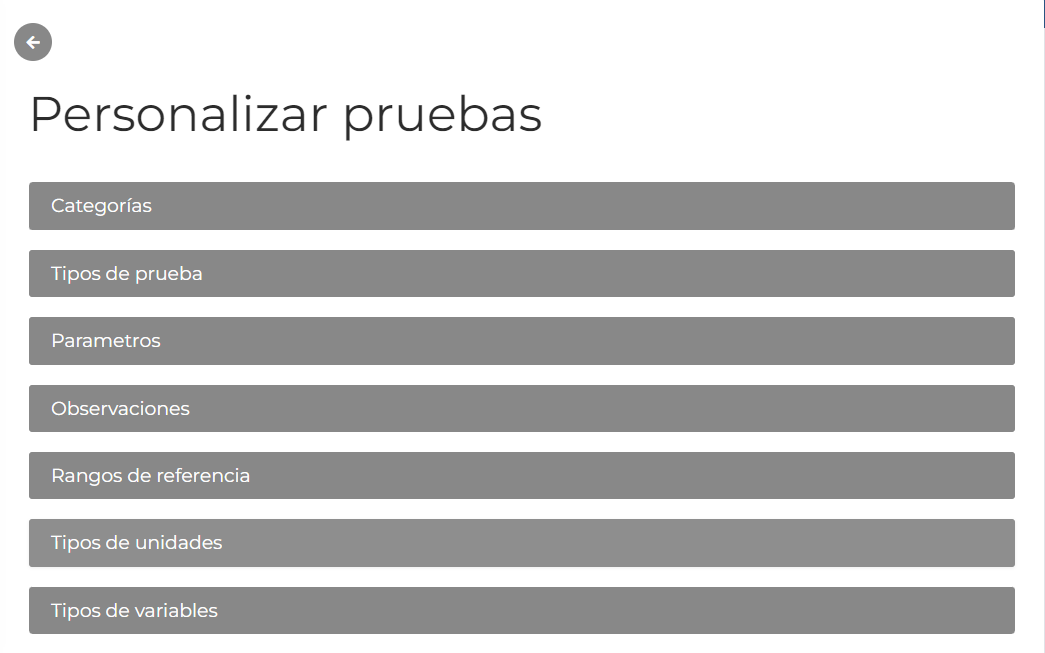 Personalizar pruebas
Categorías
Tipos de prueba
Parametros
Observaciones
Rangos de referencia
Tipos de unidades
Tipos de variables